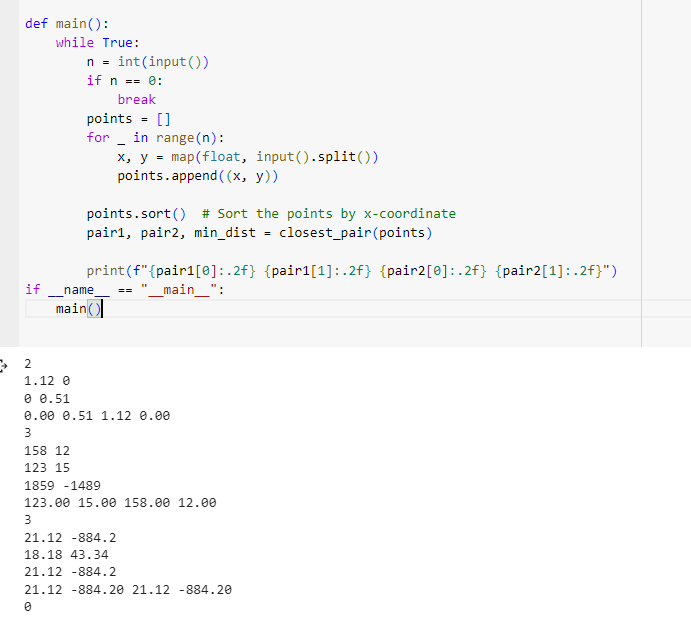 def main():
    while True:
        n = int(input())
        if n == 0:
            break
        points = []
        for _ in range(n):
            x, y = map(float, input().split())
            points.append((x, y))

        points.sort()  # Sort the points by x-coordinate
        pair1, pair2, min_dist = closest_pair(points)

        print(f"{pair1[0]:.2f} {pair1[1]:.2f} {pair2[0]:.2f} {pair2[1]:.2f}")
if __name__ == "__main__":
    main()
2
1.12 0
0 0.51
0.00 0.51 1.12 0.00
3
158 12
123 15
1859 -1489
123.00 15.00 158.00 12.00
3
21.12 -884.2
18.18 43.34
21.12 -884.2
21.12 -884.20 21.12 -884.20
0